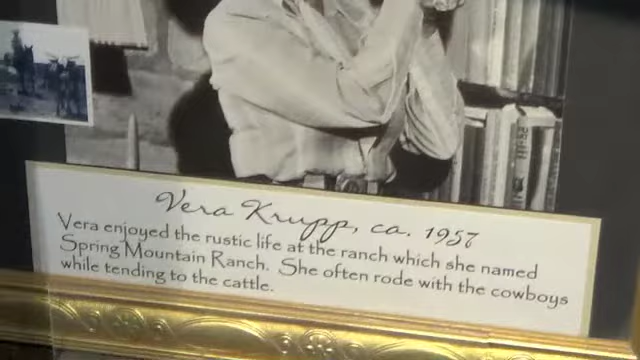 Vera Krupp, ca. 1957
Vera enjoyed the rustic life at the ranch which she named
Spring Mountain Ranch. She often rode with the cowboys
while tending to the cattle.